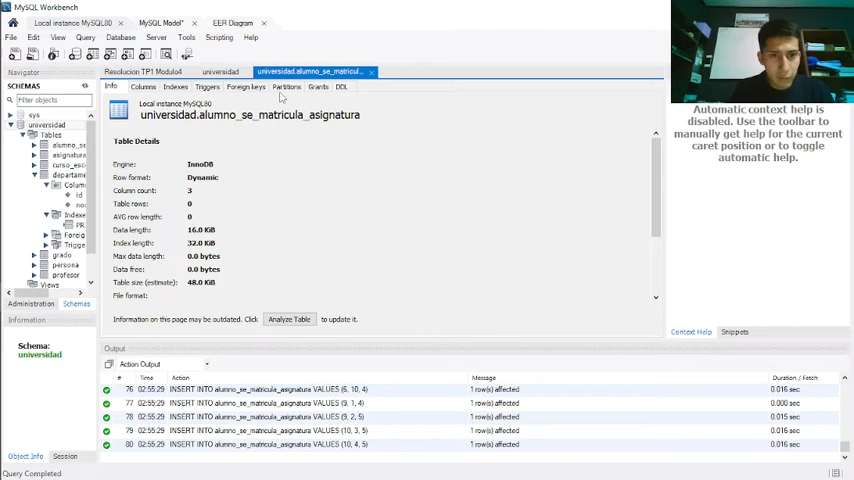 MySQL Workbench
Local instance MySQL80
MySQL Model*
EER Diagram
File Edit View Query Database Server Tools Scripting Help
Navigator
SCHEMAS
Filter objects
sys
universidad
Tables
alumno_se
asignatura
curso_esc
departame
Colum
id
no
Indexe
PR
Foreig
Trigge
grado
persona
profesor
Views
Administration Schemas
Information
Schema:
universidad
Object Info Session
Query Completed
Resolucion TP1 Modulo4
universidad
universidad.alumno_se_matricul...
Info Columns Indexes Triggers Foreign keys Partitions Grants DDL
Local instance MySQL80
universidad.alumno_se_matricula_asignatura
Table Details
Engine: InnoDB
Row format: Dynamic
Column count: 3
Table rows: 0
AVG row length: 0
Data length: 16.0 KiB
Index length: 32.0 KiB
Max data length: 0.0 bytes
Data free: 0.0 bytes
Table size (estimate): 48.0 KiB
File format:
Information on this page may be outdated. Click Analyze Table to update it.
Automatic context help is
disabled. Use the toolbar to
manually get help for the current
caret position or to toggle
automatic help.
Context Help Snippets
Output
Action Output
# Time Action Message Duration / Fetch
76 02:55:29 INSERT INTO alumno_se_matricula_asignatura VALUES (6, 10, 4) 1 row(s) affected 0.016 sec
77 02:55:29 INSERT INTO alumno_se_matricula_asignatura VALUES (9, 1, 4) 1 row(s) affected 0.000 sec
78 02:55:29 INSERT INTO alumno_se_matricula_asignatura VALUES (9, 2, 5) 1 row(s) affected 0.015 sec
79 02:55:29 INSERT INTO alumno_se_matricula_asignatura VALUES (10, 3, 5) 1 row(s) affected 0.016 sec
80 02:55:29 INSERT INTO alumno_se_matricula_asignatura VALUES (10, 4, 5) 1 row(s) affected 0.016 sec